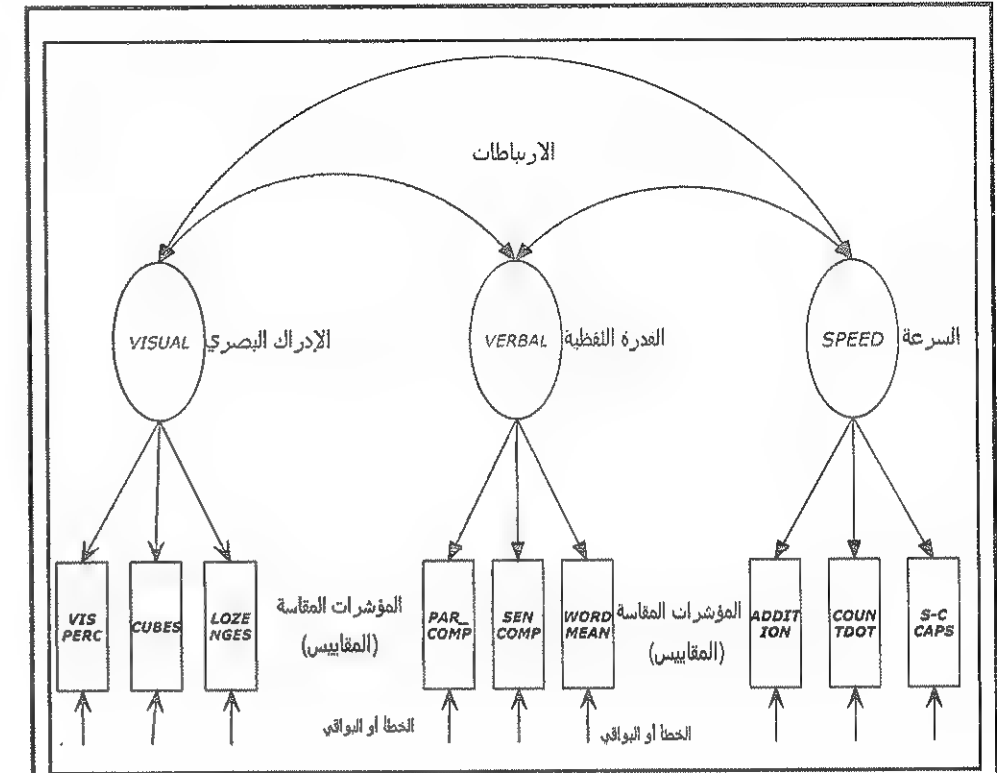 الارتباطات
VISUAL
الإدراك البصري
VERBAL
القدرة اللفظية
SPEED
السرعة
VIS
PERC
CUBES
LOZE
NGES
المؤشرات المقاسة
(المقاييس)
PAR_
COMP
SEN
COMP
WORD
MEAN
المؤشرات المقاسة
(المقاييس)
ADDIT
ION
COUN
TDOT
S-C
CAPS
الخطأ أو البواقي
الخطأ أو البواقي